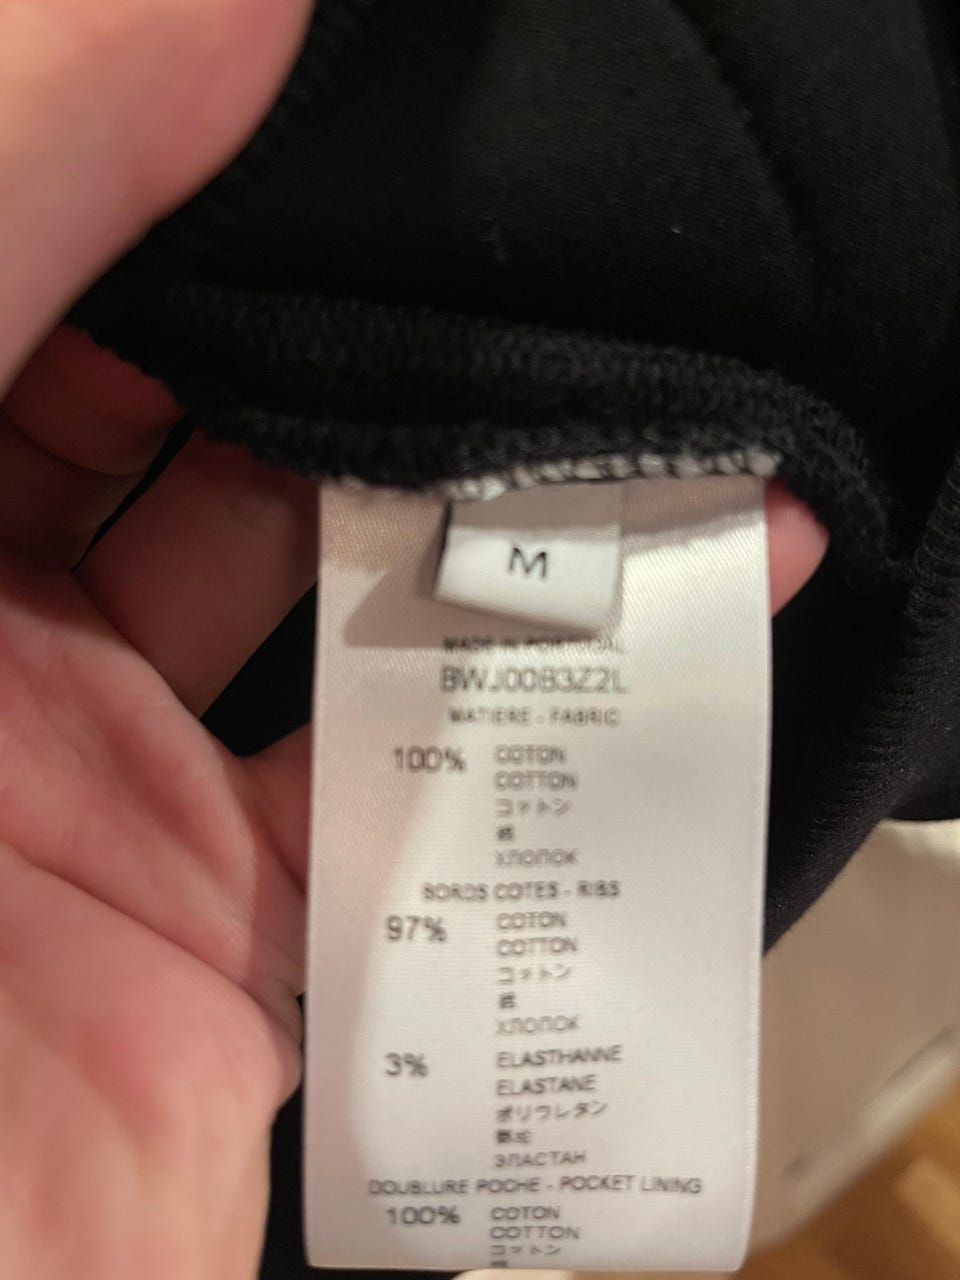 M
MADE IN PORTUGAL
BWJ00B3Z2L
MATIERE - FABRIC
100% COTON
COTTON
コットン
綿
ХЛОПОК
BORDS COTES - RIBS
97% COTON
COTTON
コットン
綿
ХЛОПОК
3% ELASTHANNE
ELASTANE
ポリウレタン
ЭЛАСТАН
DOUBLURE POCHE - POCKET LINING
100% COTON
COTTON
コットン